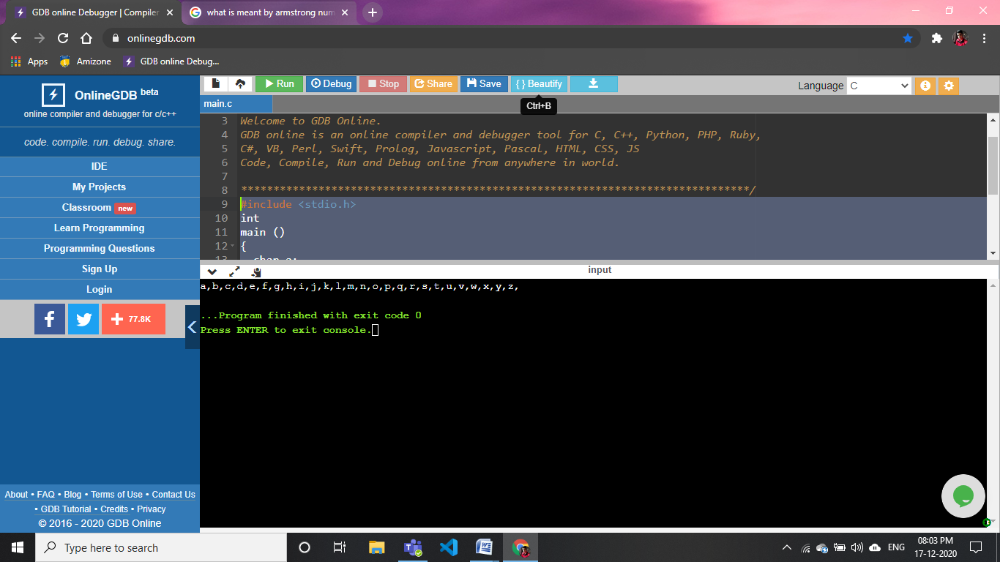 GDB online Debugger | Compiler
what is meant by armstrong num
onlinegdb.com
Apps
Amizone
GDB online Debug...
OnlineGDB beta
online compiler and debugger for c/c++
code. compile. run. debug. share.
IDE
My Projects
Classroom new
Learn Programming
Programming Questions
Sign Up
Login
f
+ 77.8K
About • FAQ • Blog • Terms of Use • Contact Us
• GDB Tutorial • Credits • Privacy
© 2016 - 2020 GDB Online
Run
Debug
Stop
Share
Save
{ } Beautify
Language C
Ctrl+B
main.c
3 Welcome to GDB Online.
4 GDB online is an online compiler and debugger tool for C, C++, Python, PHP, Ruby,
5 C#, VB, Perl, Swift, Prolog, Javascript, Pascal, HTML, CSS, JS
6 Code, Compile, Run and Debug online from anywhere in world.
7
8 *******************************************************************************/
9 #include <stdio.h>
10 int
11 main ()
12 {
13 char a;
input
a,b,c,d,e,f,g,h,i,j,k,l,m,n,o,p,q,r,s,t,u,v,w,x,y,z,
...Program finished with exit code 0
Press ENTER to exit console.
Type here to search
ENG
08:03 PM
17-12-2020